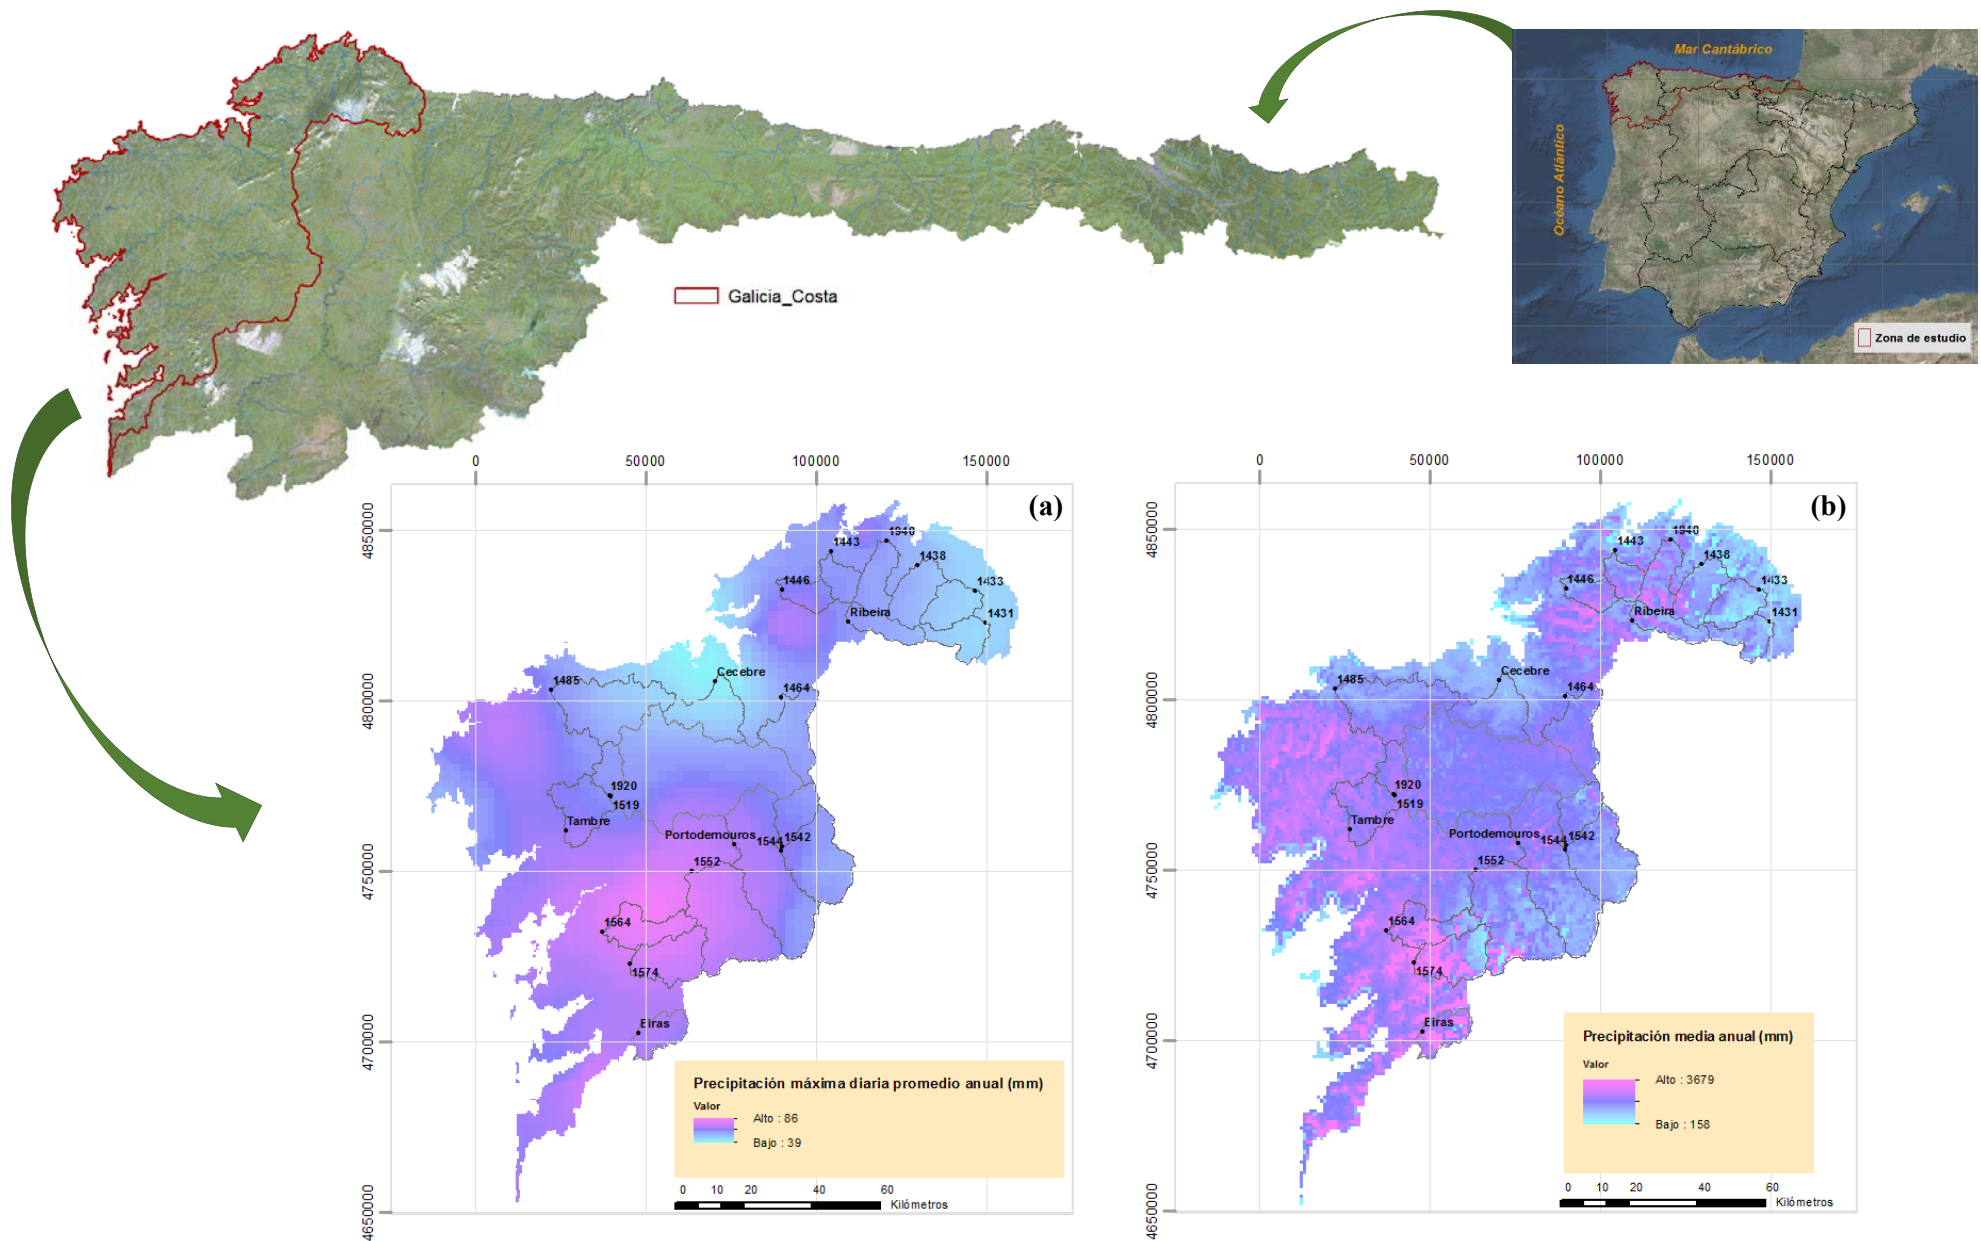 Mar Cantábrico
Océano Atlántico
Zona de estudio
Galicia_Costa
0 50000 100000 150000
4850000
4800000
4750000
4700000
4650000
(a)
1948
1443
1438
1446
1433
Ribeira
1431
Cecebre
1485
1464
1920
1519
Tambre
Portodemouros
1544
1542
1552
1564
1574
Eiras
Precipitación máxima diaria promedio anual (mm)
Valor
Alto : 86
Bajo : 39
0 10 20 40 60
Kilómetros
0 50000 100000 150000
4850000
4800000
4750000
4700000
4650000
(b)
1948
1443
1438
1446
1433
Ribeira
1431
Cecebre
1485
1464
1920
1519
Tambre
Portodemouros
1544
1542
1552
1564
1574
Eiras
Precipitación media anual (mm)
Valor
Alto : 3679
Bajo : 158
0 10 20 40 60
Kilómetros